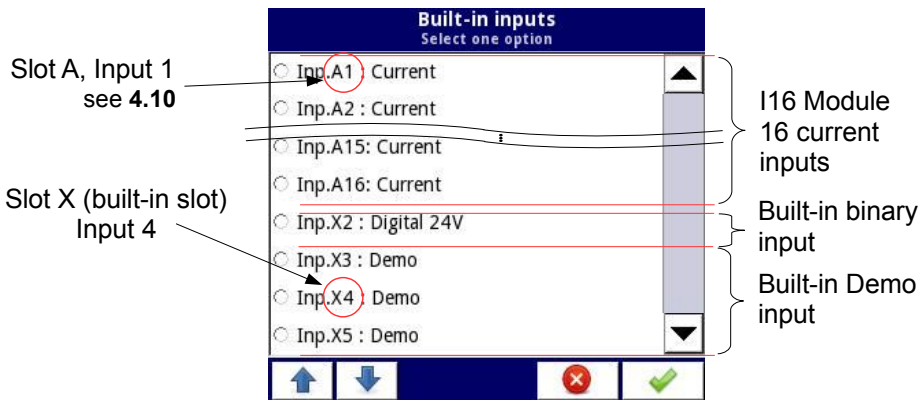 Built-in inputs
Select one option
Slot A, Input 1
see 4.10
Inp.A1 : Current
Inp.A2 : Current
Inp.A15: Current
Inp.A16: Current
I16 Module
16 current
inputs
Slot X (built-in slot)
Input 4
Inp.X2 : Digital 24V
Built-in binary
input
Inp.X3 : Demo
Inp.X4 : Demo
Inp.X5 : Demo
Built-in Demo
input